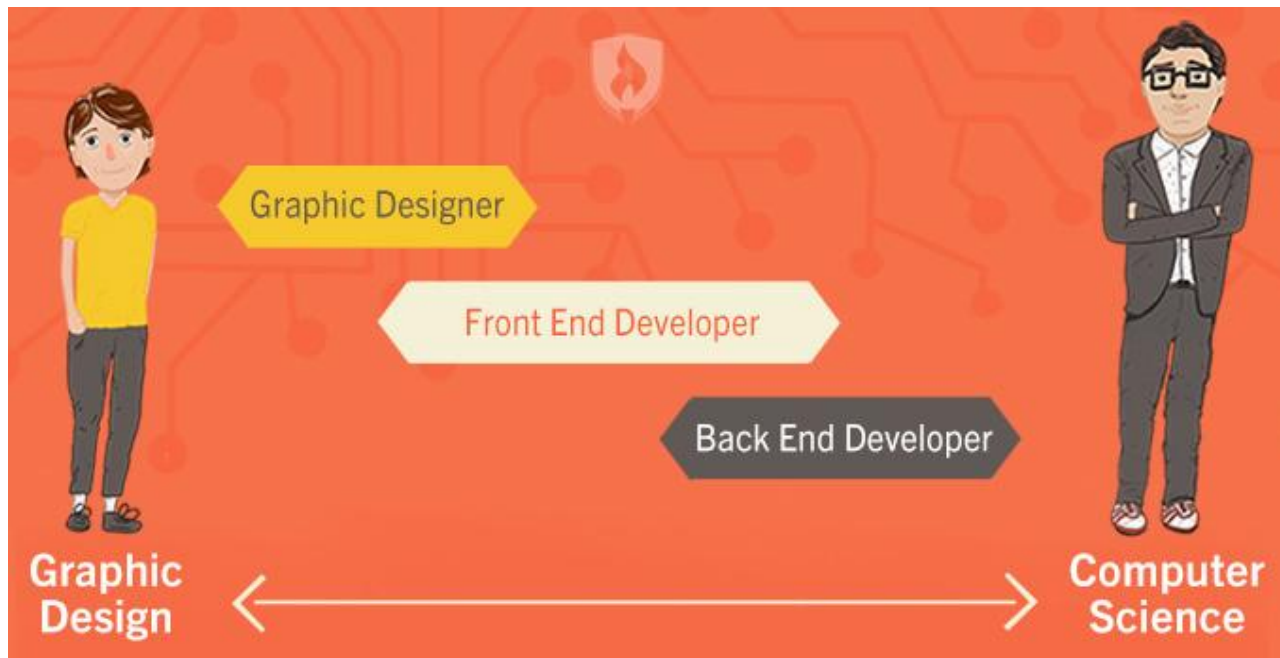 Graphic Designer
Front End Developer
Back End Developer
Graphic
Design
Computer
Science